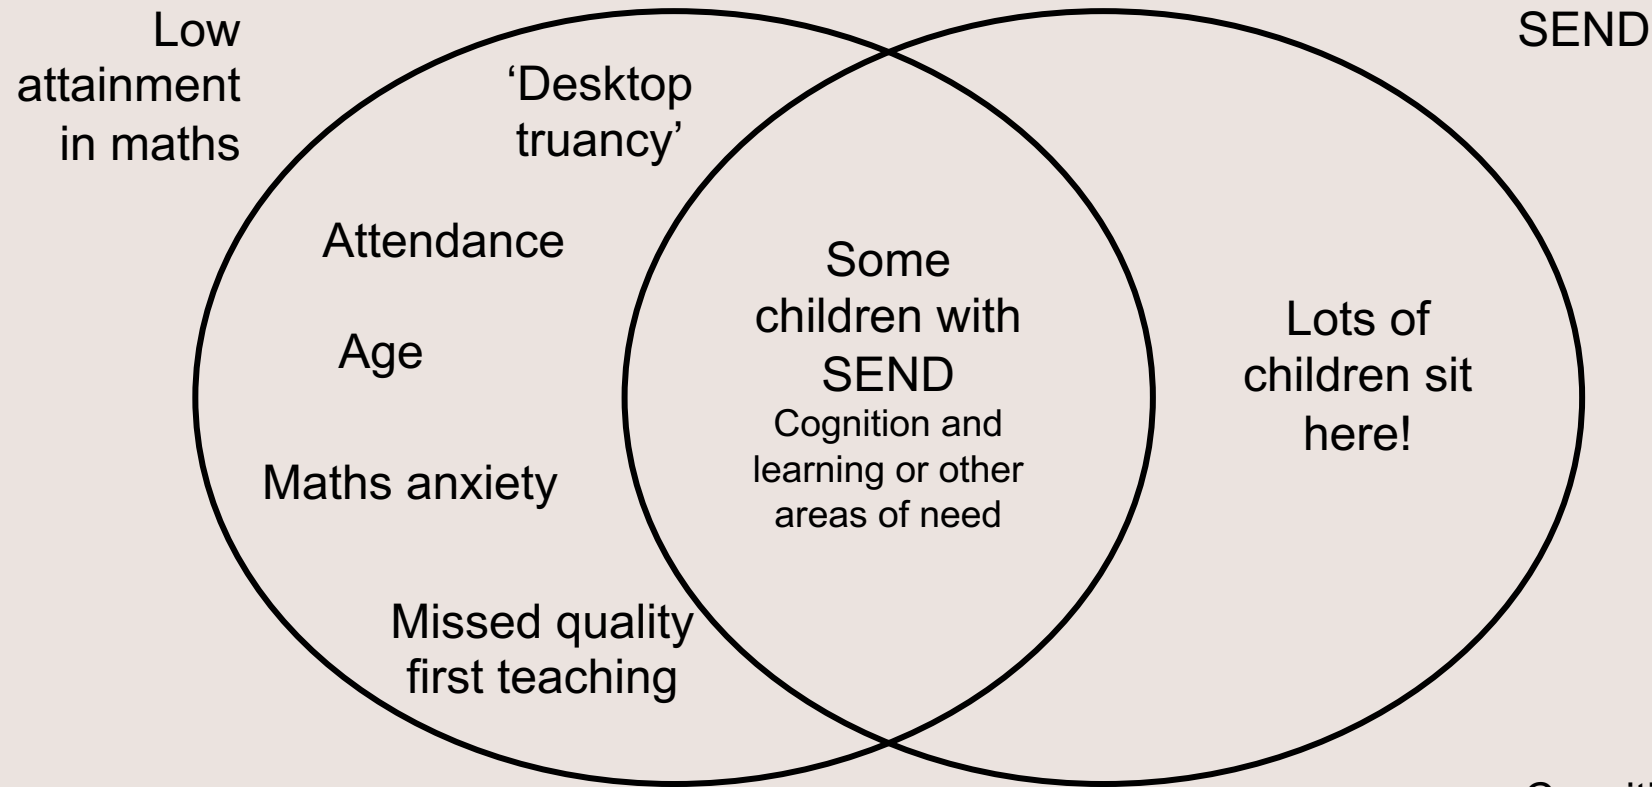 Low
attainment
in maths
SEND
‘Desktop
truancy’
Attendance
Age
Maths anxiety
Missed quality
first teaching
Some
children with
SEND
Cognition and
learning or other
areas of need
Lots of
children sit
here!